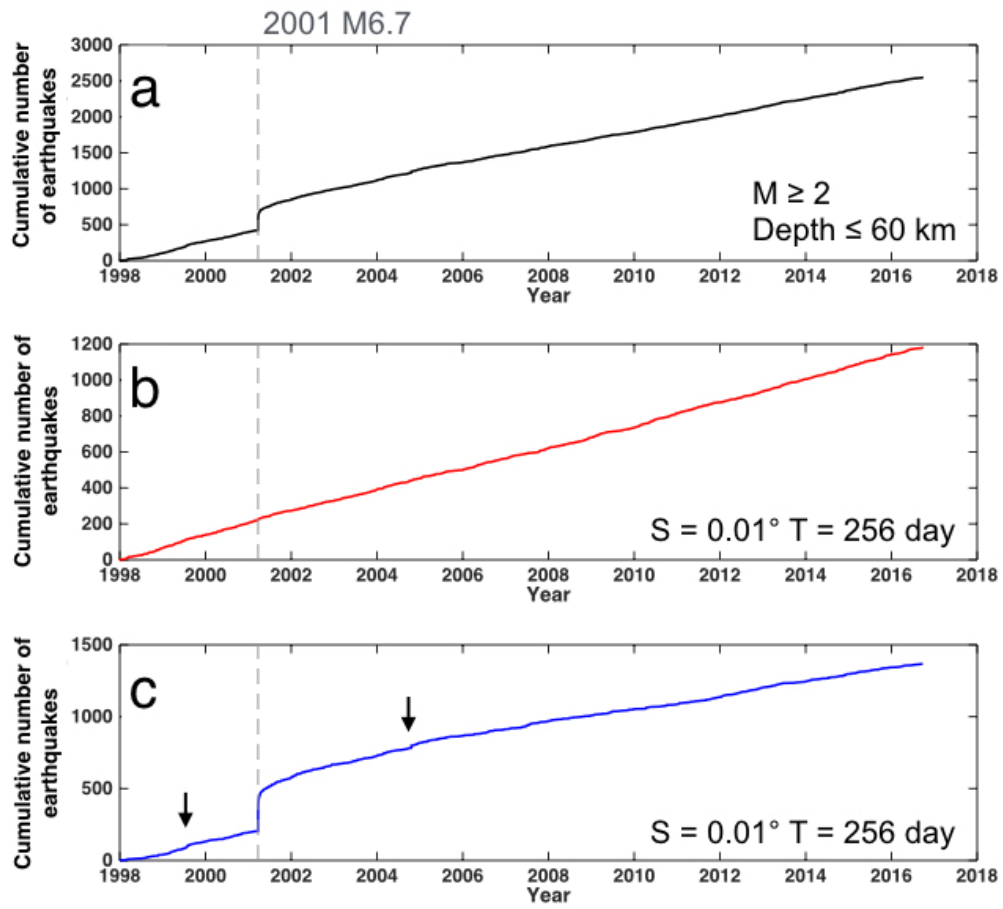 2001 M6.7
Cumulative number
of earthquakes
3000
2500
2000
1500
1000
500
0
a
M ≥ 2
Depth ≤ 60 km
1998 2000 2002 2004 2006 2008 2010 2012 2014 2016 2018
Year
Cumulative number of
earthquakes
1200
1000
800
600
400
200
0
b
S = 0.01° T = 256 day
1998 2000 2002 2004 2006 2008 2010 2012 2014 2016 2018
Year
Cumulative number of
earthquakes
1500
1000
500
0
c
S = 0.01° T = 256 day
1998 2000 2002 2004 2006 2008 2010 2012 2014 2016 2018
Year